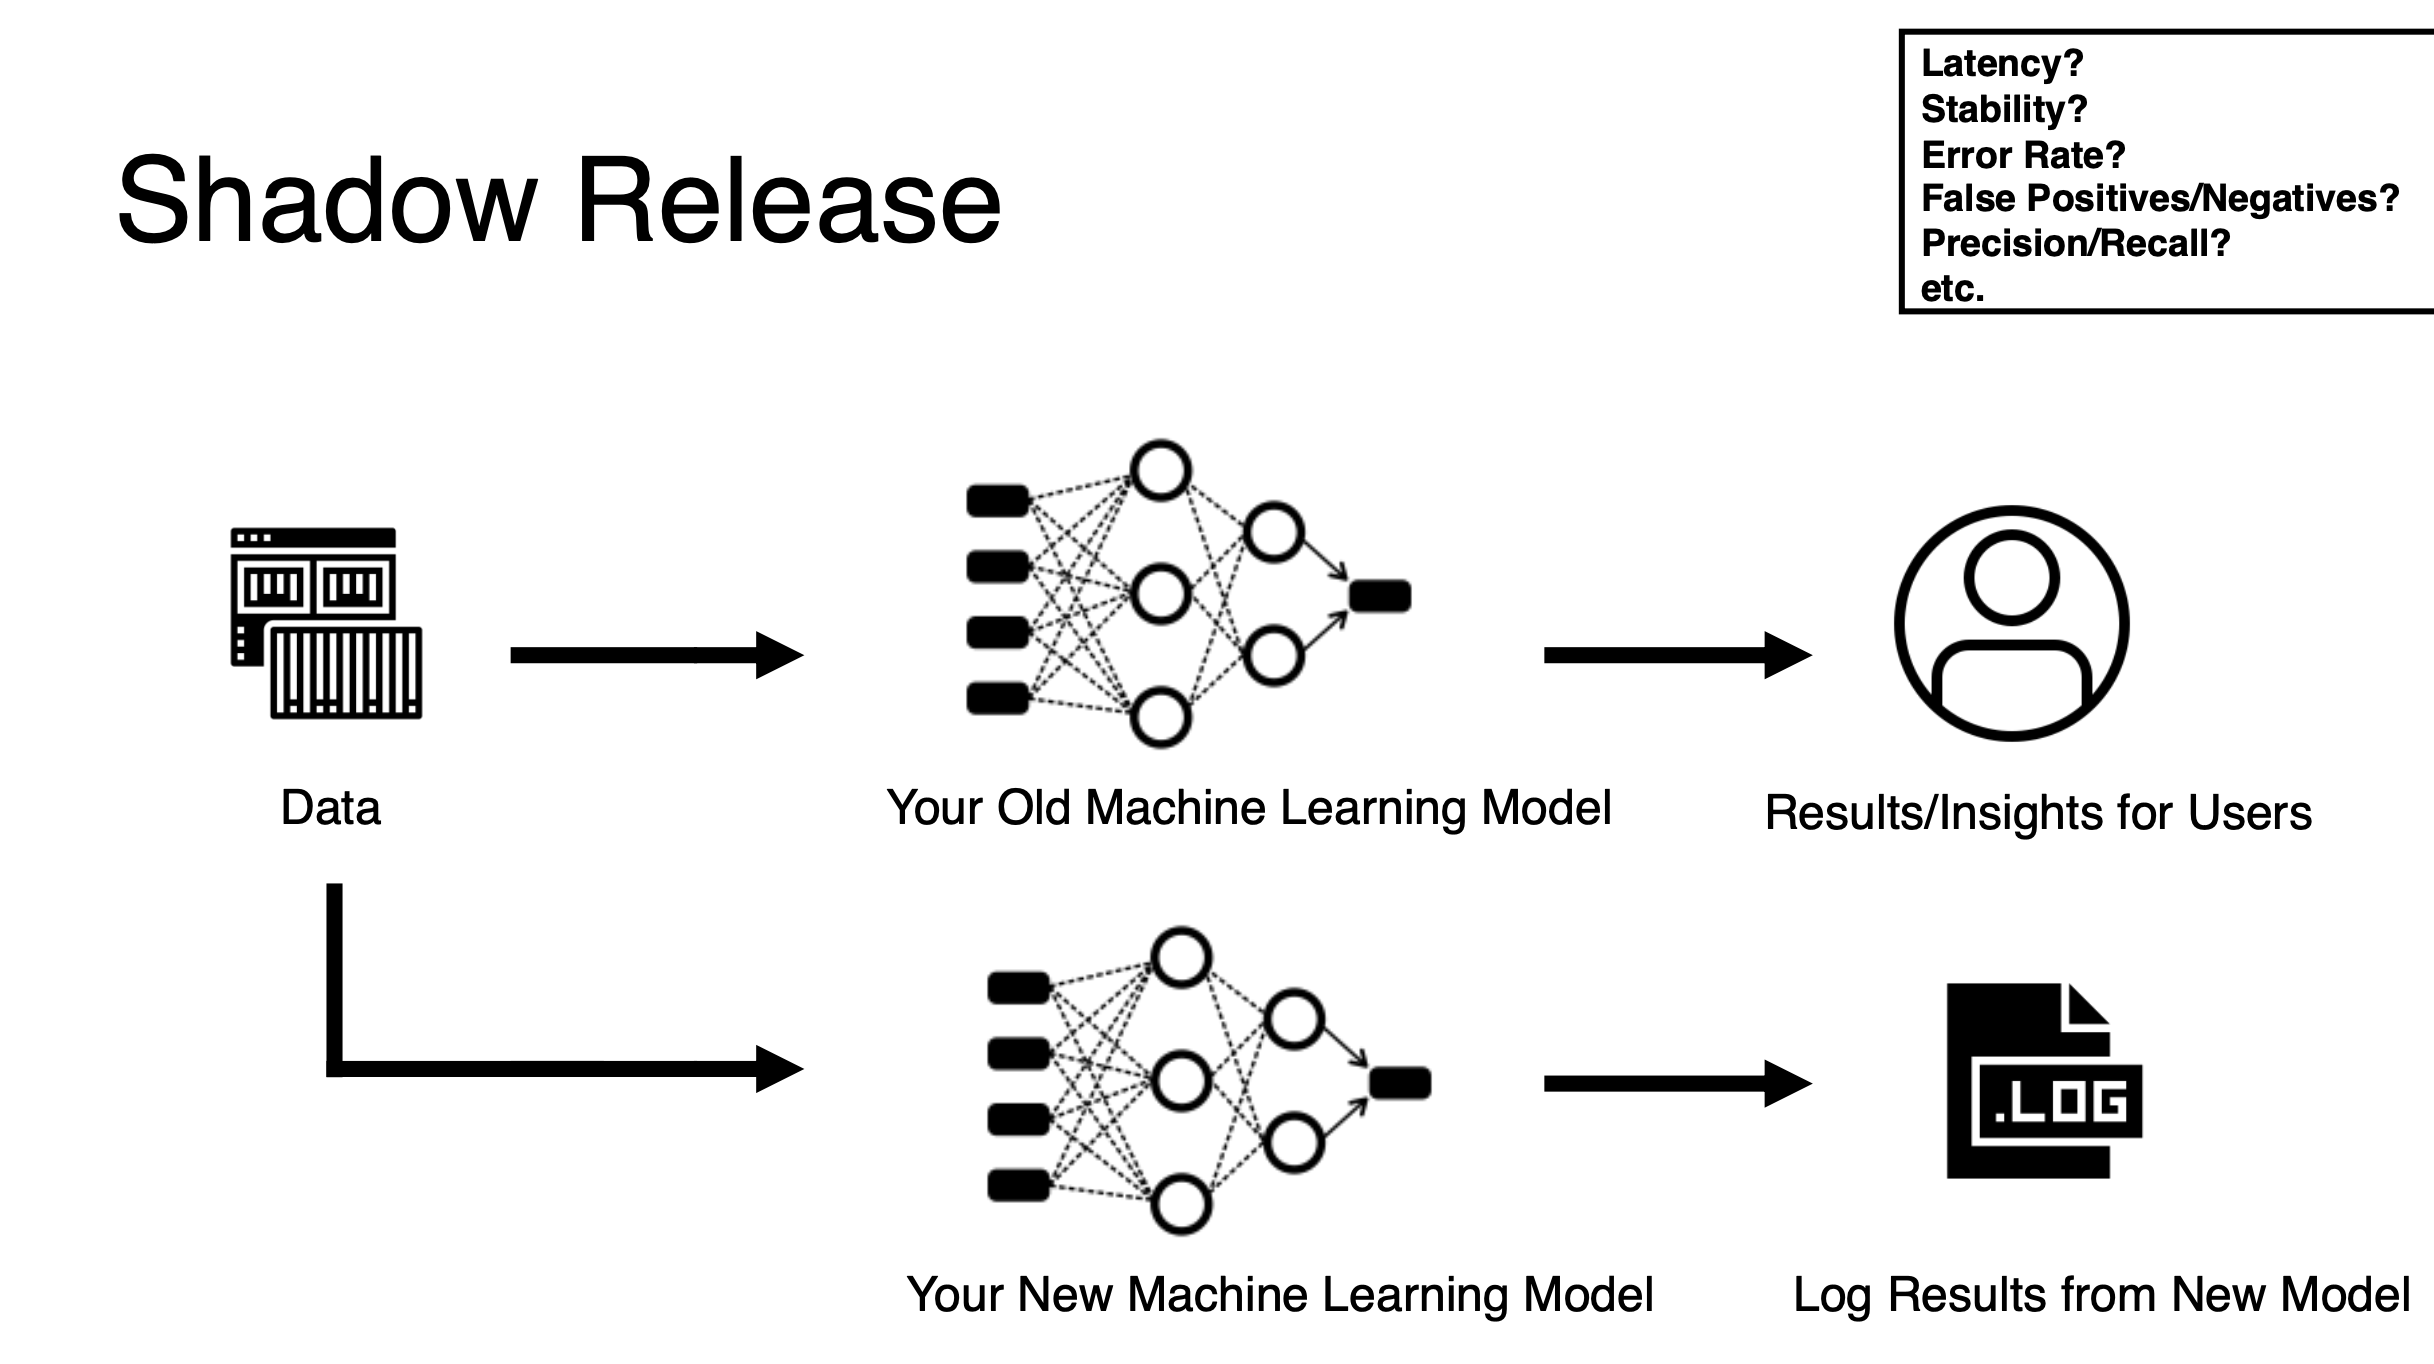 Latency?
Stability?
Error Rate?
False Positives/Negatives?
Precision/Recall?
etc.
Shadow Release
Data
Your Old Machine Learning Model
Results/Insights for Users
.LOG
Your New Machine Learning Model
Log Results from New Model